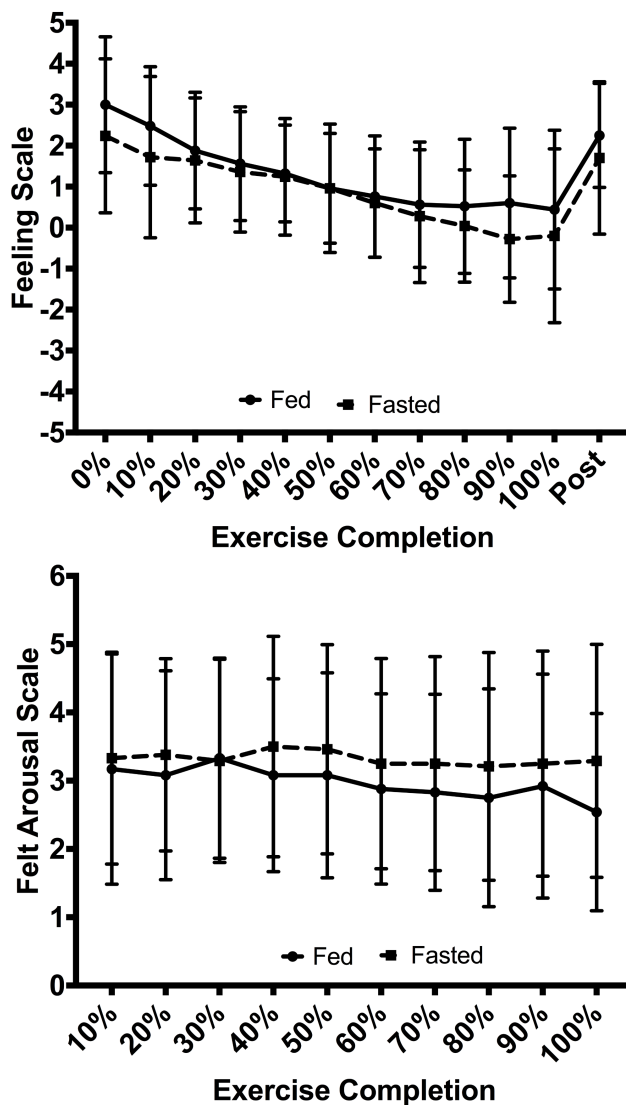 Feeling Scale
5
4
3
2
1
0
-1
-2
-3
-4
-5
Fed Fasted
0% 10% 20% 30% 40% 50% 60% 70% 80% 90% 100% Post
Exercise Completion
Felt Arousal Scale
6
5
4
3
2
1
0
Fed Fasted
10% 20% 30% 40% 50% 60% 70% 80% 90% 100%
Exercise Completion